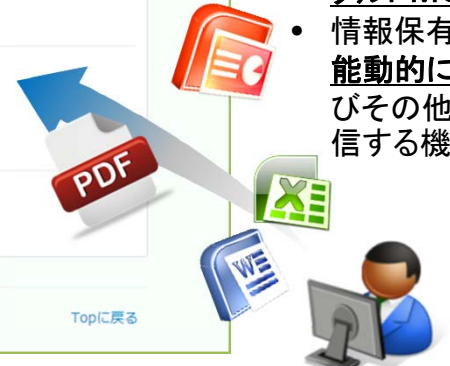 • 情報保有
能動的に
びその他
信する機
PDF
W
Topに戻る